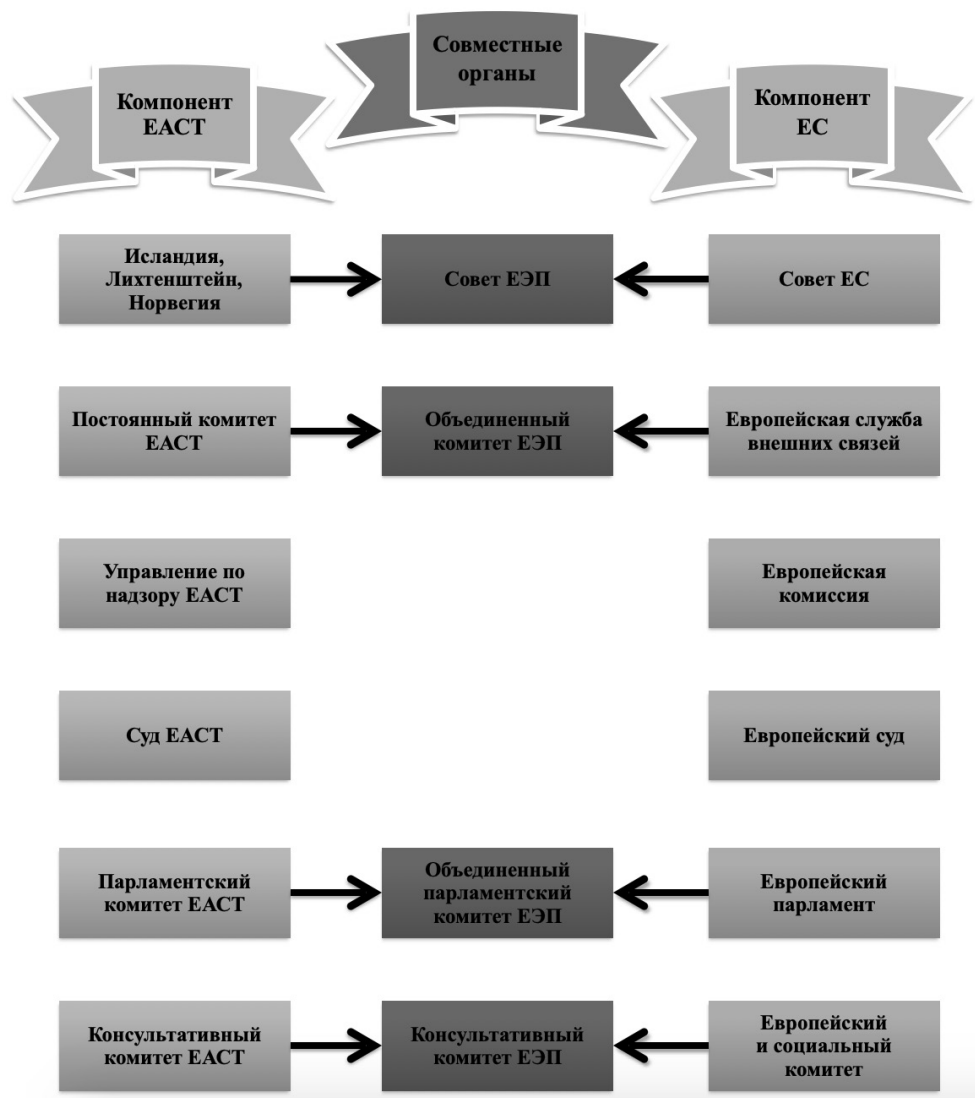 Совместные
органы
Компонент
ЕАСТ
Компонент
ЕС
Исландия,
Лихтенштейн,
Норвегия
Совет ЕЭП
Совет ЕС
Постоянный комитет
ЕАСТ
Объединенный
комитет ЕЭП
Европейская служба
внешних связей
Управление по
надзору ЕАСТ
Европейская
комиссия
Суд ЕАСТ
Европейский суд
Парламентский
комитет ЕАСТ
Объединенный
парламентский
комитет ЕЭП
Европейский
парламент
Консультативный
комитет ЕАСТ
Консультативный
комитет ЕЭП
Европейский
и социальный
комитет